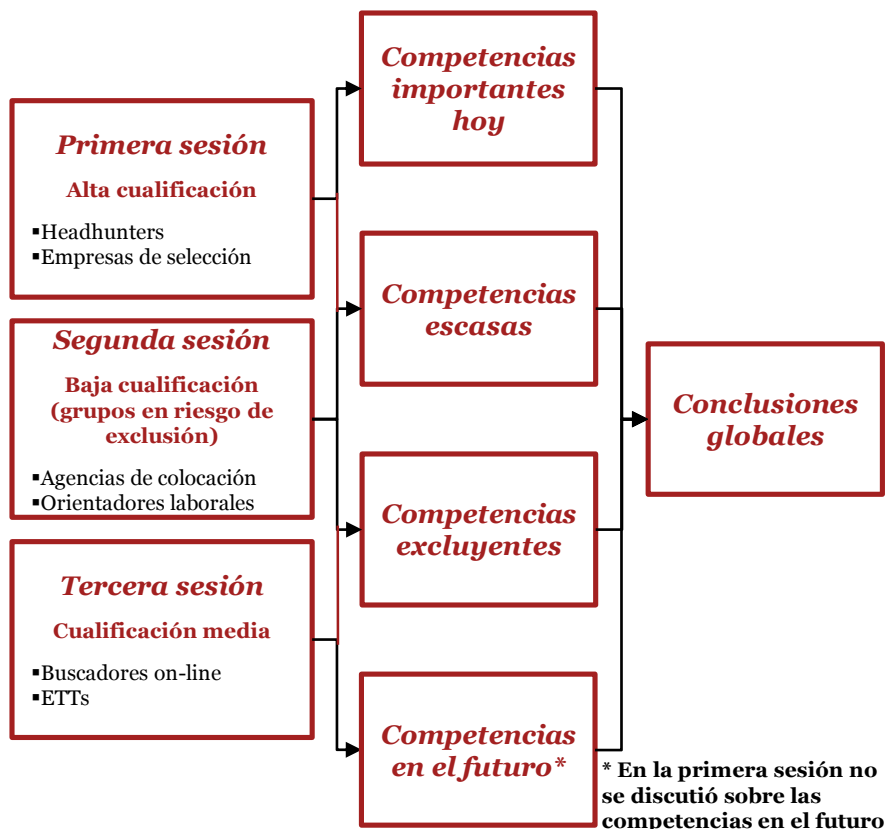 Primera sesión
Alta cualificación
▪Headhunters
▪Empresas de selección
Segunda sesión
Baja cualificación
(grupos en riesgo de
exclusión)
▪Agencias de colocación
▪Orientadores laborales
Tercera sesión
Cualificación media
▪Buscadores on-line
▪ETTs
Competencias
importantes
hoy
Competencias
escasas
Competencias
excluyentes
Competencias
en el futuro*
Conclusiones
globales
* En la primera sesión no
se discutió sobre las
competencias en el futuro